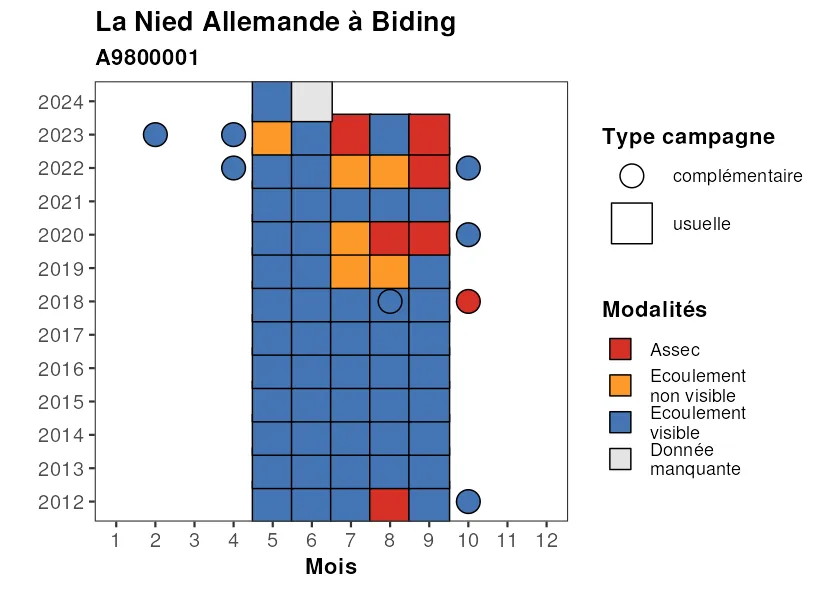 La Nied Allemande à Biding
A9800001
2024
2023
2022
2021
2020
2019
2018
2017
2016
2015
2014
2013
2012
1 2 3 4 5 6 7 8 9 10 11 12
Mois
Type campagne
complémentaire
usuelle
Modalités
Assec
Ecoulement
non visible
Ecoulement
visible
Donnée
manquante